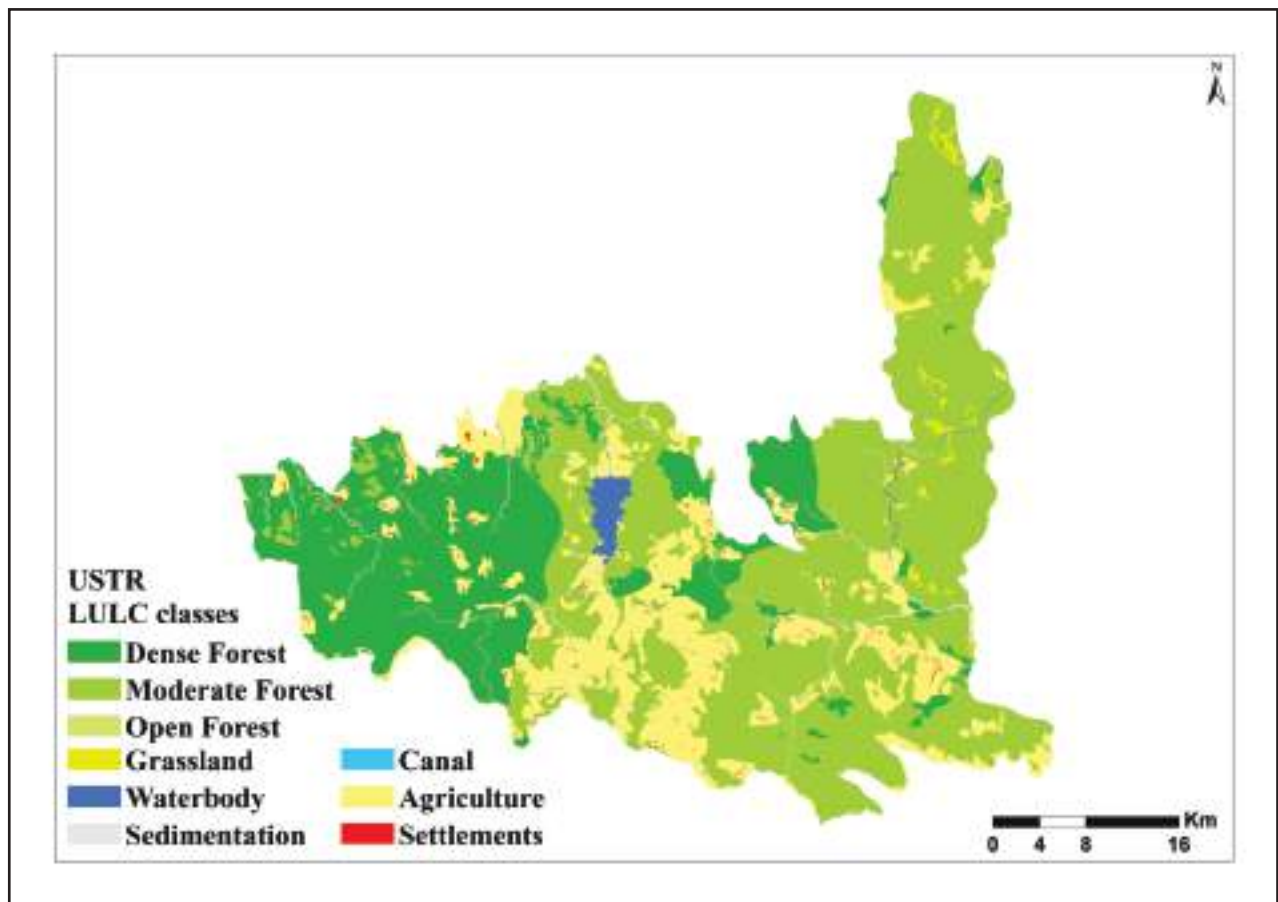 N
USTR
LULC classes
Dense Forest
Moderate Forest
Open Forest
Grassland
Waterbody
Sedimentation
Canal
Agriculture
Settlements
Km
0 4 8 16